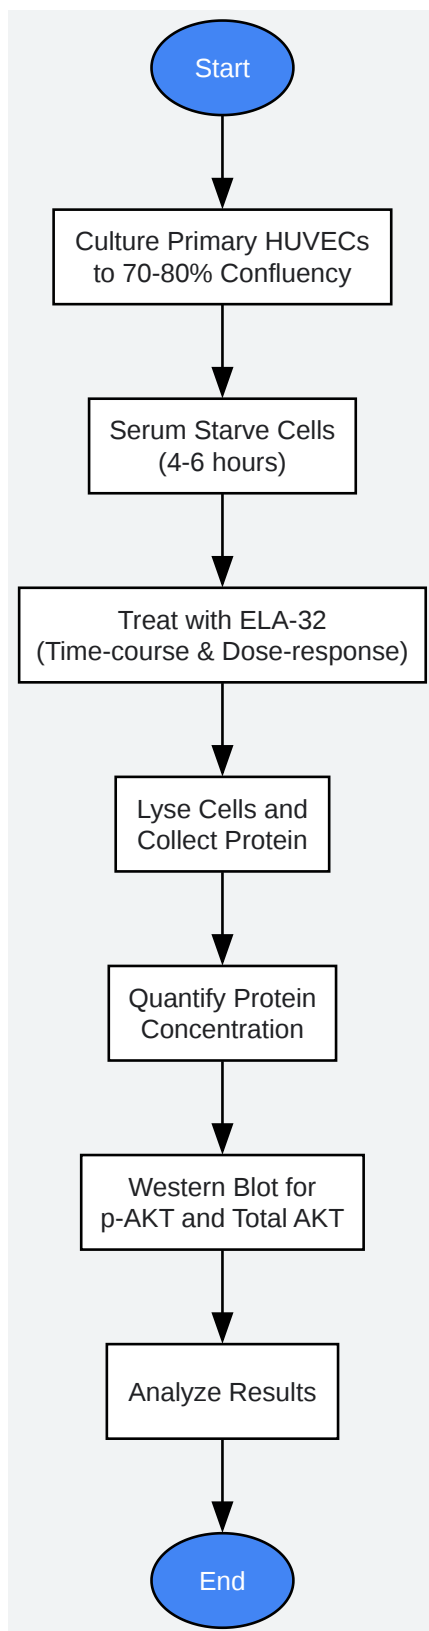 Start
Culture Primary HUVECs
to 70-80% Confluency
Serum Starve Cells
(4-6 hours)
Treat with ELA-32
(Time-course & Dose-response)
Lyse Cells and
Collect Protein
Quantify Protein
Concentration
Western Blot for
p-AKT and Total AKT
Analyze Results
End